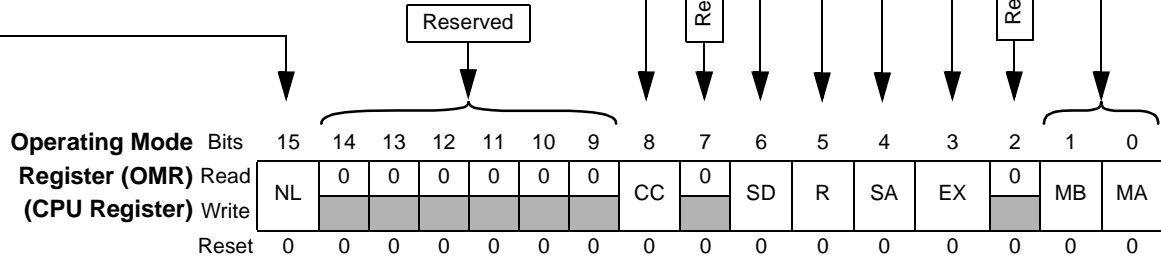 Reserved
Re
Re
Operating Mode Bits 15 14 13 12 11 10 9 8 7 6 5 4 3 2 1 0
Register (OMR) Read NL 0 0 0 0 0 0 CC 0 SD R SA EX 0 MB MA
(CPU Register) Write
Reset 0 0 0 0 0 0 0 0 0 0 0 0 0 0 0 0